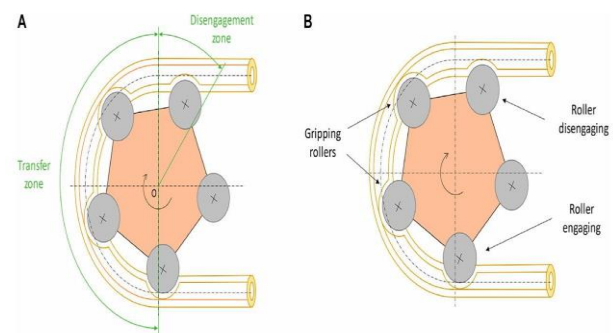 A
Disengagement
zone
Transfer
zone
O
B
Gripping
rollers
Roller
disengaging
Roller
engaging